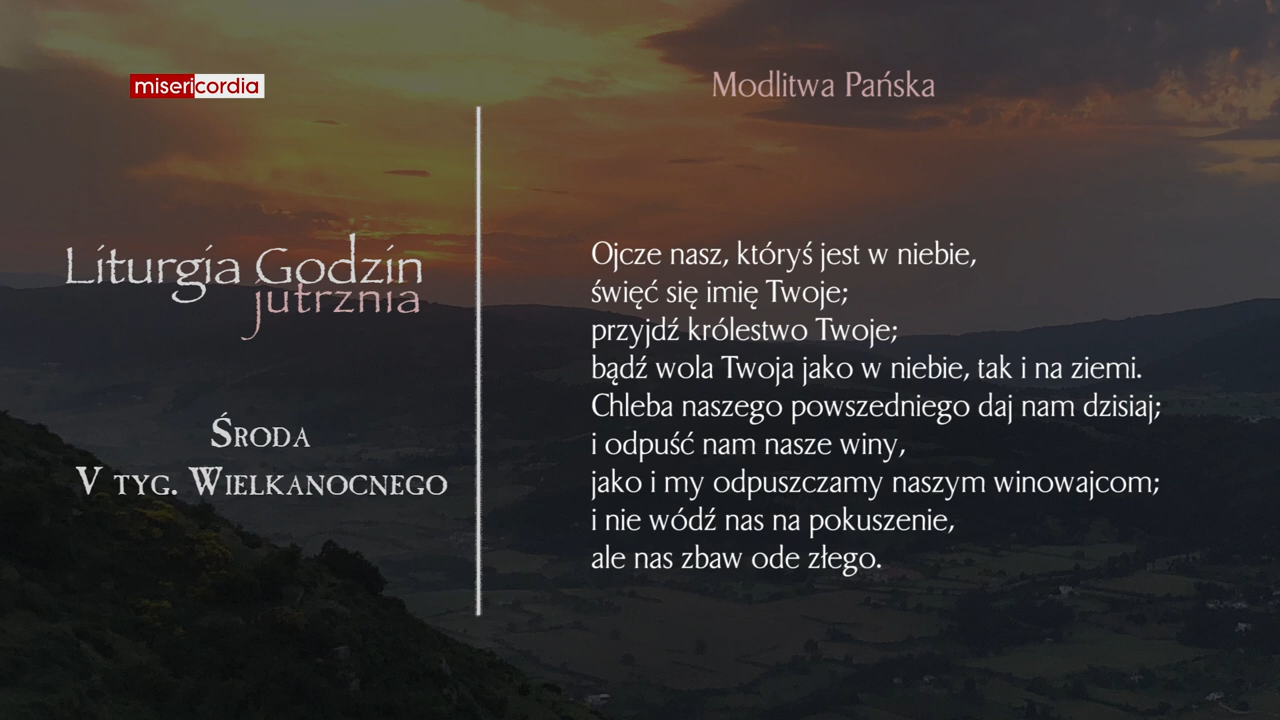 misericordia
Liturgia Godzin
jutrznia
Środa
V tyg. Wielkanocnego
Modlitwa Pańska
Ojcze nasz, któryś jest w niebie,
święć się imię Twoje;
przyjdź królestwo Twoje;
bądź wola Twoja jako w niebie, tak i na ziemi.
Chleba naszego powszedniego daj nam dzisiaj;
i odpuść nam nasze winy,
jako i my odpuszczamy naszym winowajcom;
i nie wódź nas na pokuszenie,
ale nas zbaw ode złego.